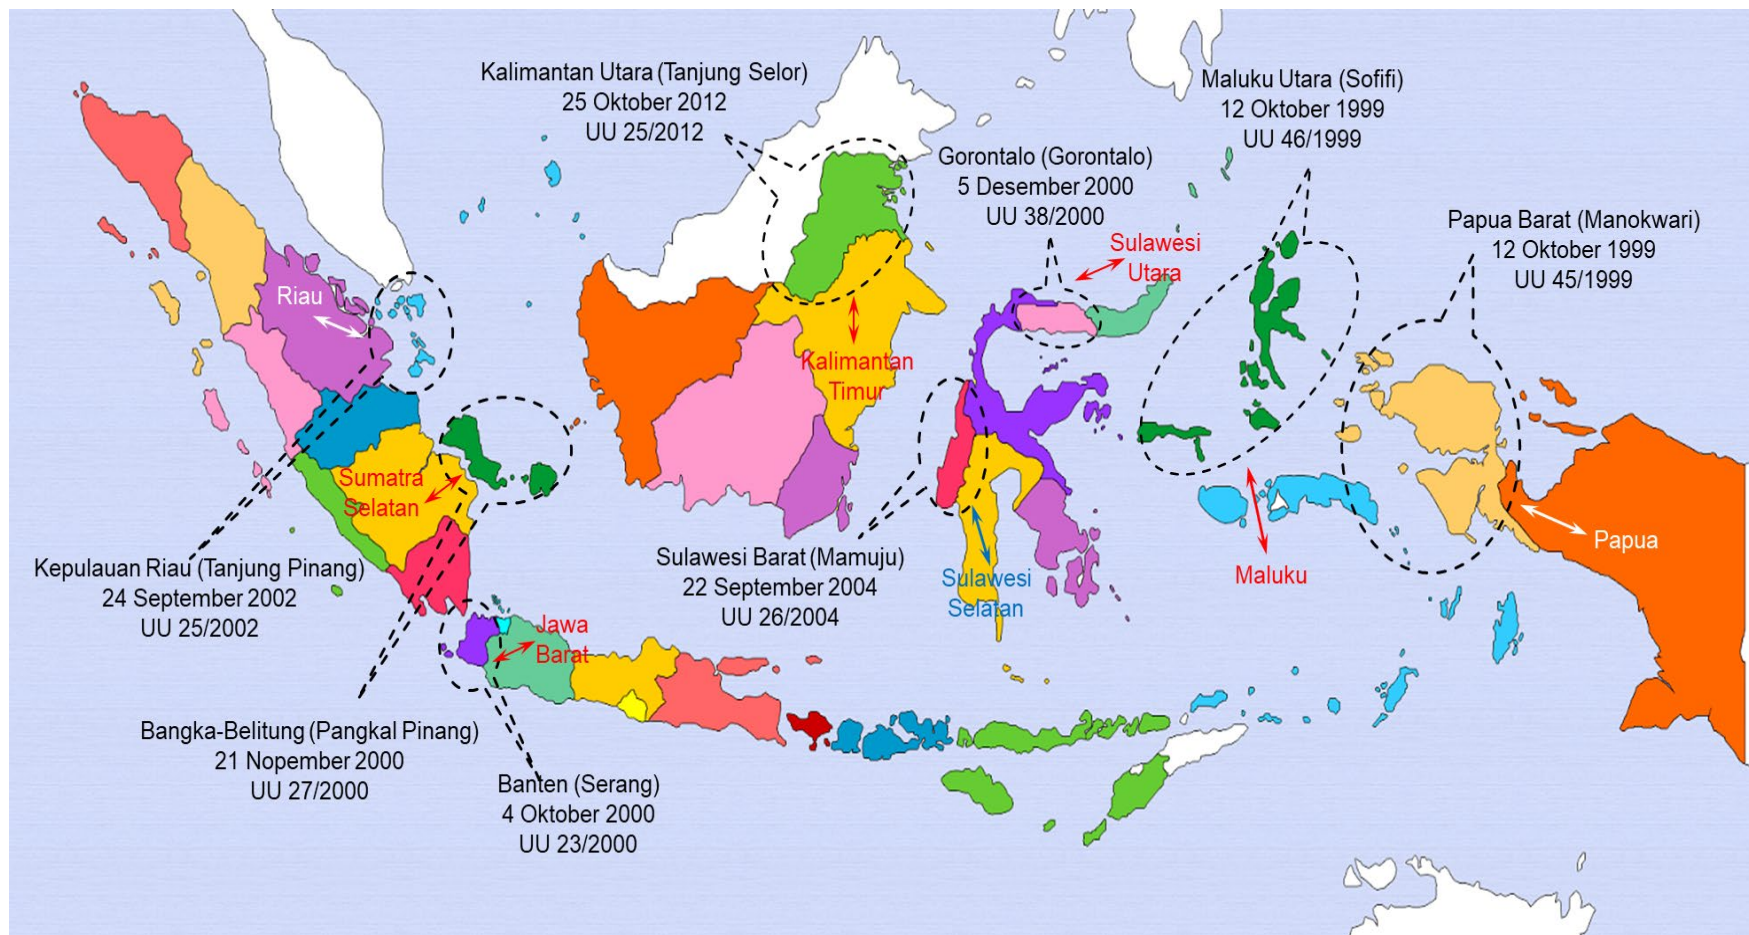 Kalimantan Utara (Tanjung Selor)
25 Oktober 2012
UU 25/2012
Maluku Utara (Sofifi)
12 Oktober 1999
UU 46/1999
Gorontalo (Gorontalo)
5 Desember 2000
UU 38/2000
Papua Barat (Manokwari)
12 Oktober 1999
UU 45/1999
Sulawesi
Utara
Riau
Kalimantan
Timur
Sumatra
Selatan
Papua
Maluku
Kepulauan Riau (Tanjung Pinang)
24 September 2002
UU 25/2002
Sulawesi Barat (Mamuju)
22 September 2004
UU 26/2004
Sulawesi
Selatan
Jawa
Barat
Bangka-Belitung (Pangkal Pinang)
21 Nopember 2000
UU 27/2000
Banten (Serang)
4 Oktober 2000
UU 23/2000